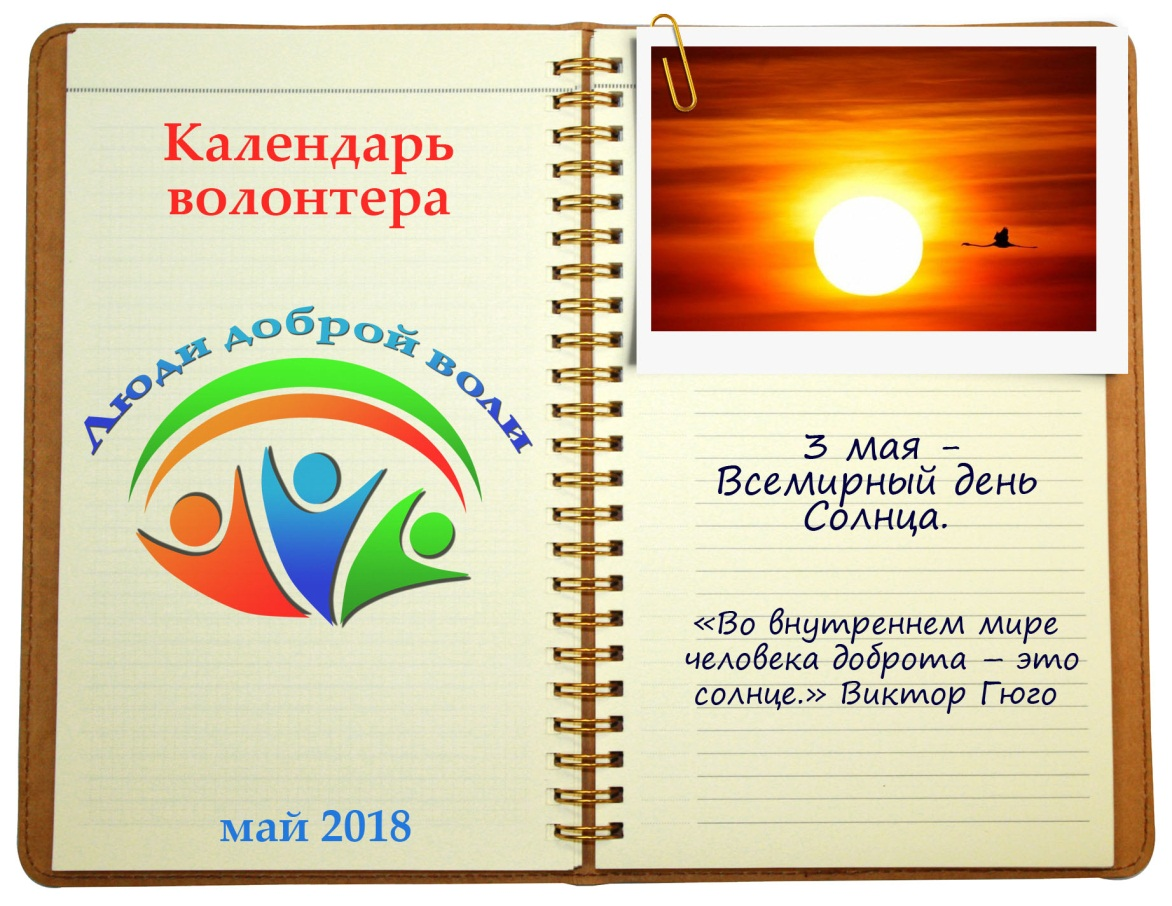 Календарь
волонтера
Люди доброй воли
май 2018
3 мая –
Всемирный день
Солнца.
«Во внутреннем мире
человека доброта – это
солнце.» Виктор Гюго